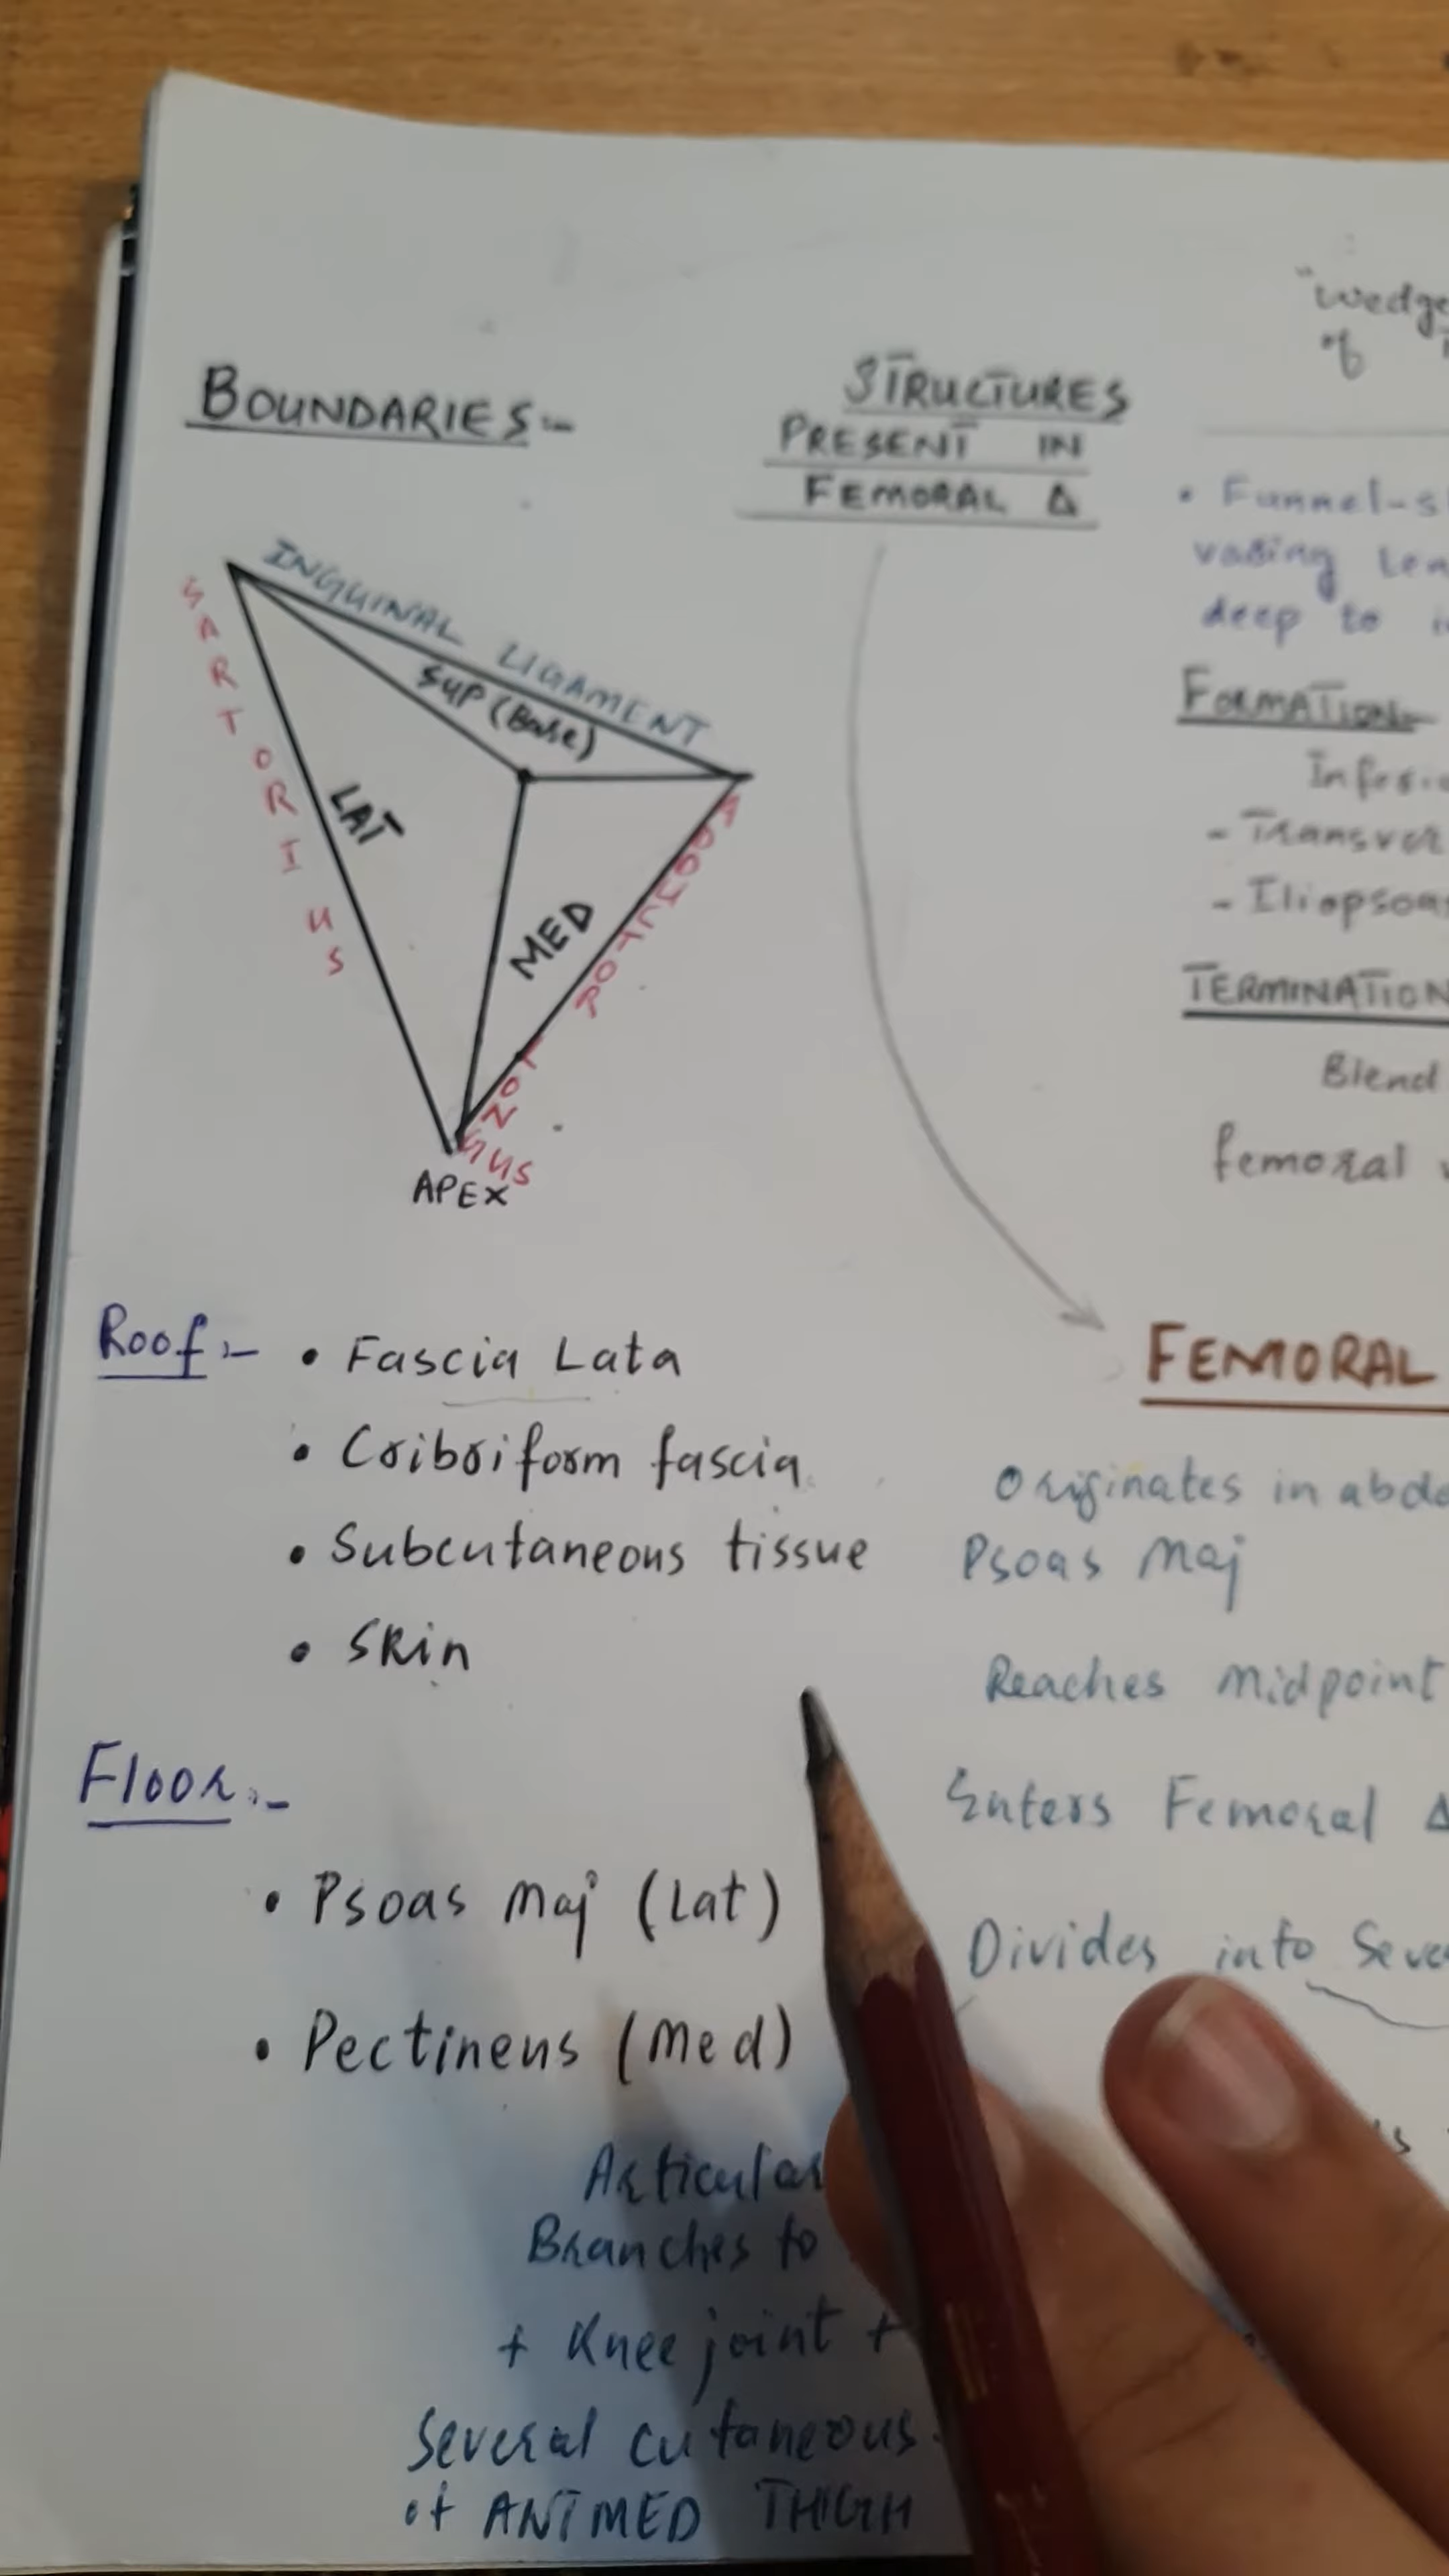 BOUNDARIES:-
INGUINAL LIGAMENT
SARTORIUS
Sup (Base)
LAT
MED
ADDUCTOR LONGUS
APEX
Roof:-
• Fascia Lata
• Cribriform fascia
• Subcutaneous tissue
• Skin
Floor:-
• Psoas Maj (Lat)
• Pectineus (Med)
Articular
Branches to
+ Knee joint +
Several cutaneous
of ANTMED THIGH
STRUCTURES
PRESENT IN
FEMORAL Δ
"Wedge
of
• Funnel-s
deep to i
FORMATION
Inferio
- Transver
- Iliopsoas
TERMINATION
Blend
femoral v
FEMORAL
Originates in abdo
Psoas Maj
Reaches Midpoint
Enters Femoral Δ
Divides into Seve